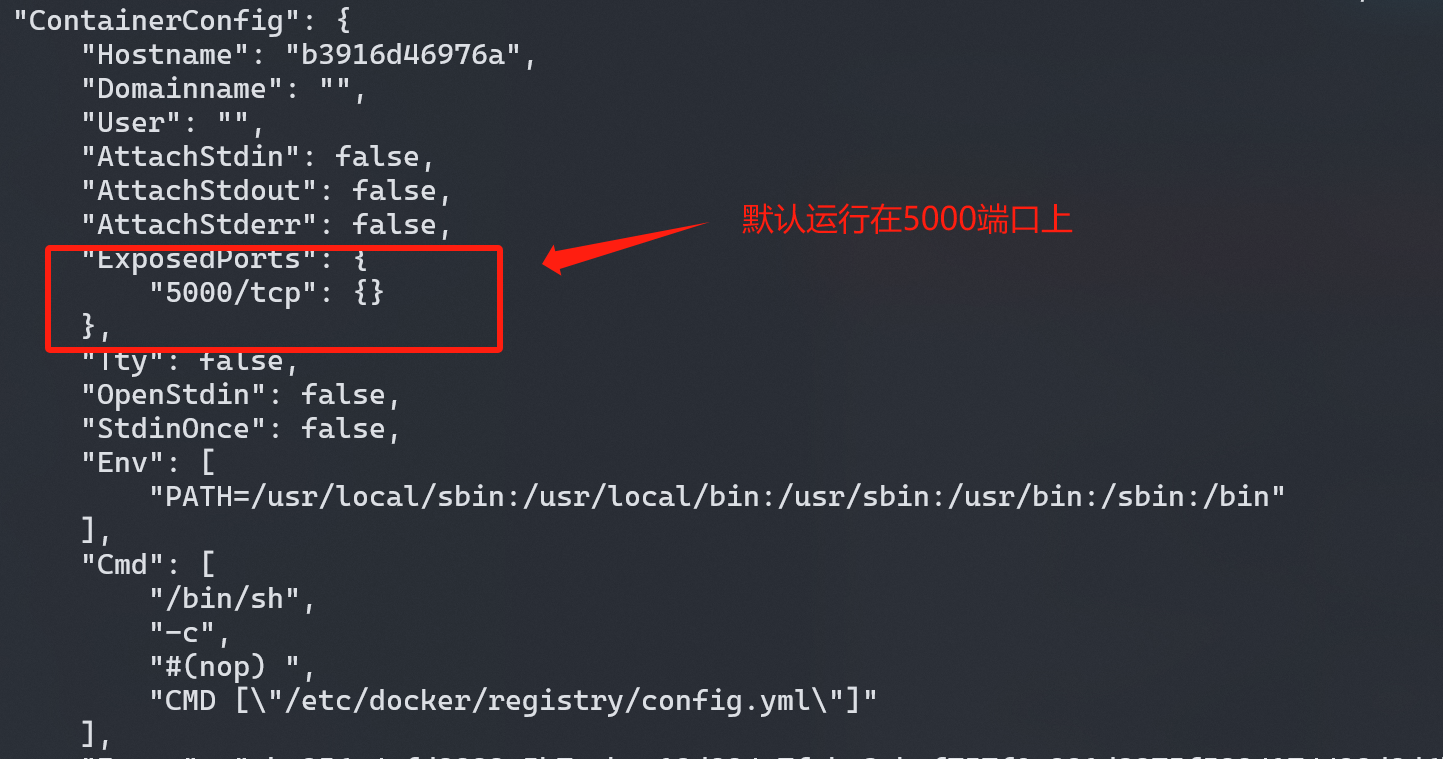 "ContainerConfig": {
"Hostname": "b3916d46976a",
"Domainname": "",
"User": "",
"AttachStdin": false,
"AttachStdout": false,
"AttachStderr": false,
默认运行在5000端口上
"ExposedPorts": {
"5000/tcp": {}
},
"Tty": false,
"OpenStdin": false,
"StdinOnce": false,
"Env": [
"PATH=/usr/local/sbin:/usr/local/bin:/usr/sbin:/usr/bin:/sbin:/bin"
],
"Cmd": [
"/bin/sh",
"-c",
"#(nop) ",
"CMD [\"/etc/docker/registry/config.yml\"]"
],